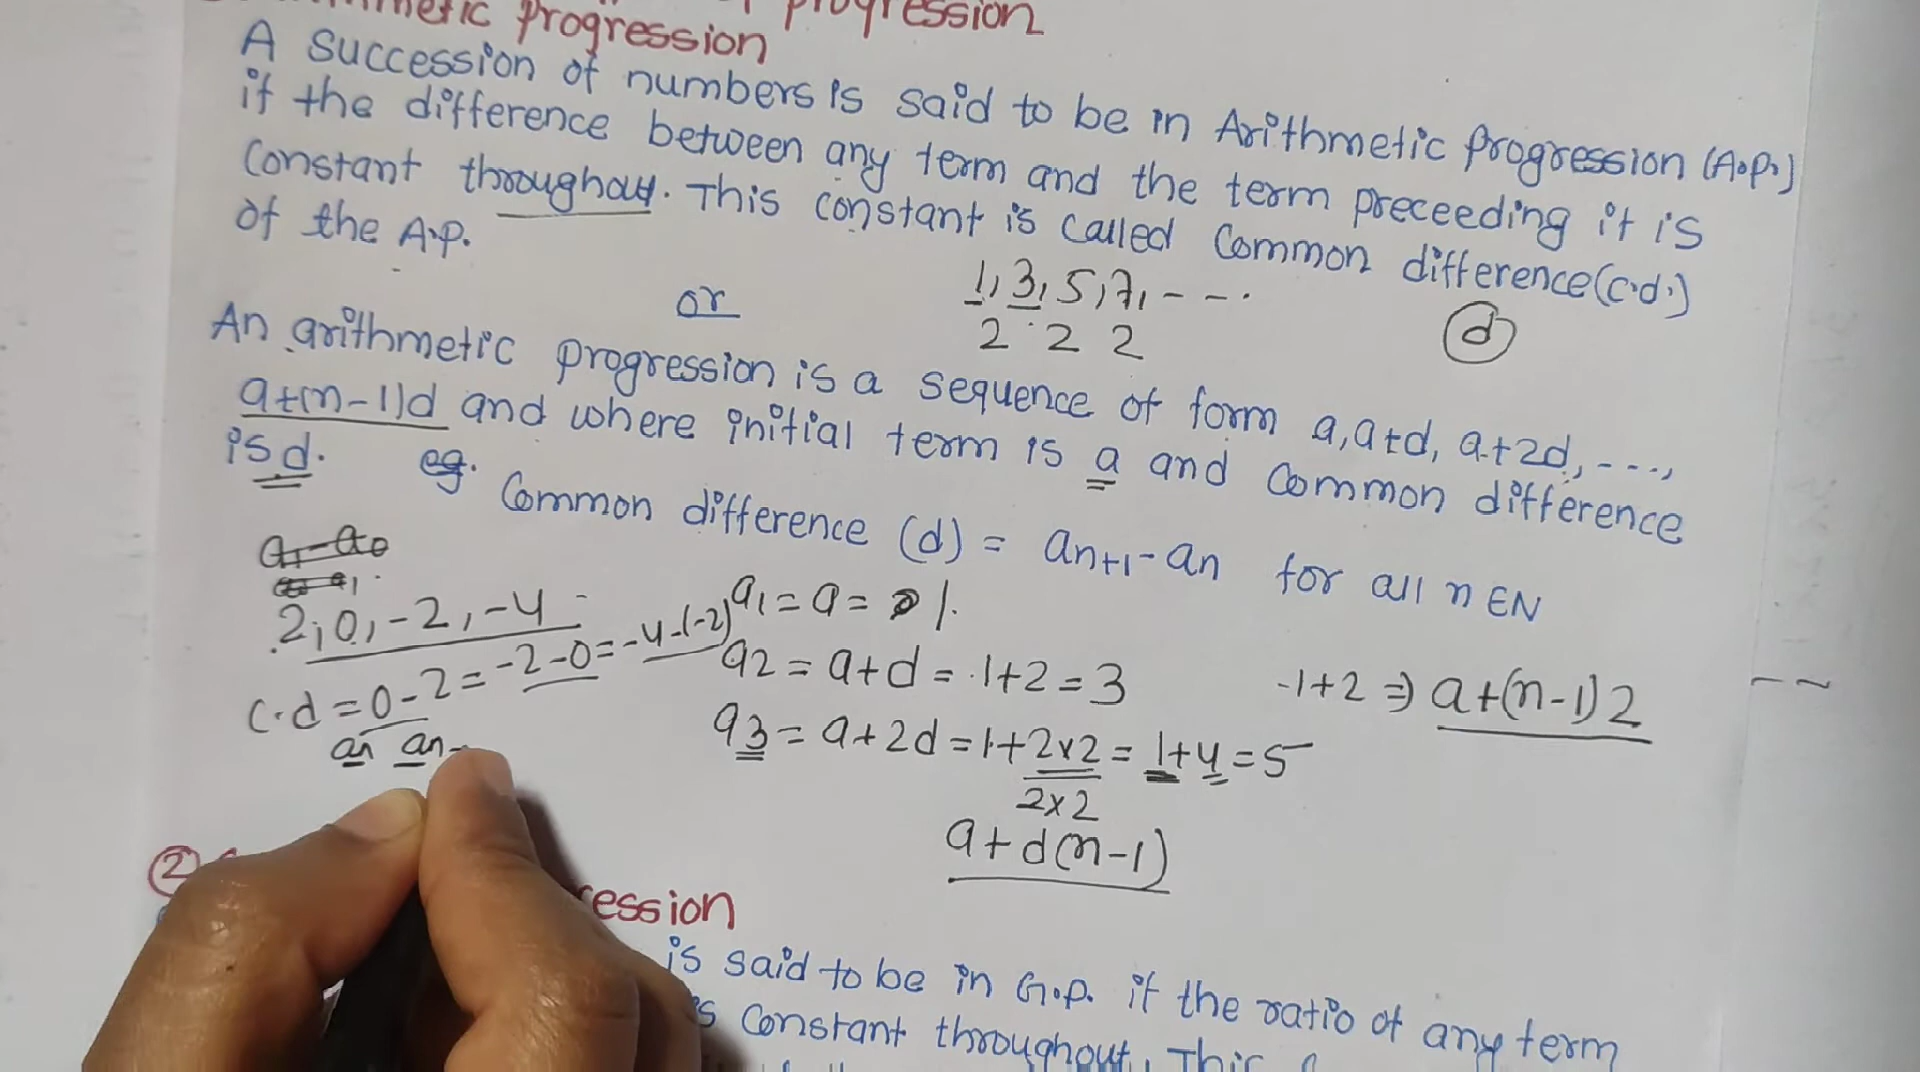 progression
progression
A succession of numbers is said to be in Arithmetic progression (A.P.)
if the difference between any term and the term preceeding it is
constant throughout. This constant is called Common difference (c.d.)
of the A.P.
1, 3, 5, 7, - - -.
or
2 2 2
d
An arithmetic progression is a sequence of form a, a+d, a+2d, ---,
a+(n-1)d and where initial term is a and common difference
is d.
eg. Common difference (d) = an+1 - an for all n ∈ N
a1 - a0
2, 0, -2, -4
a1 = a = 1.
c.d = 0-2 = -2-0 = -4-(-2)
a2 = a+d = 1+2 = 3
-1+2 ⇒ a+(n-1)2
an an-
a3 = a+2d = 1+2x2 = 1+4 = 5
2x2
a+d(n-1)
2
ession
is said to be in G.P. if the ratio of any term
s constant throughout. This